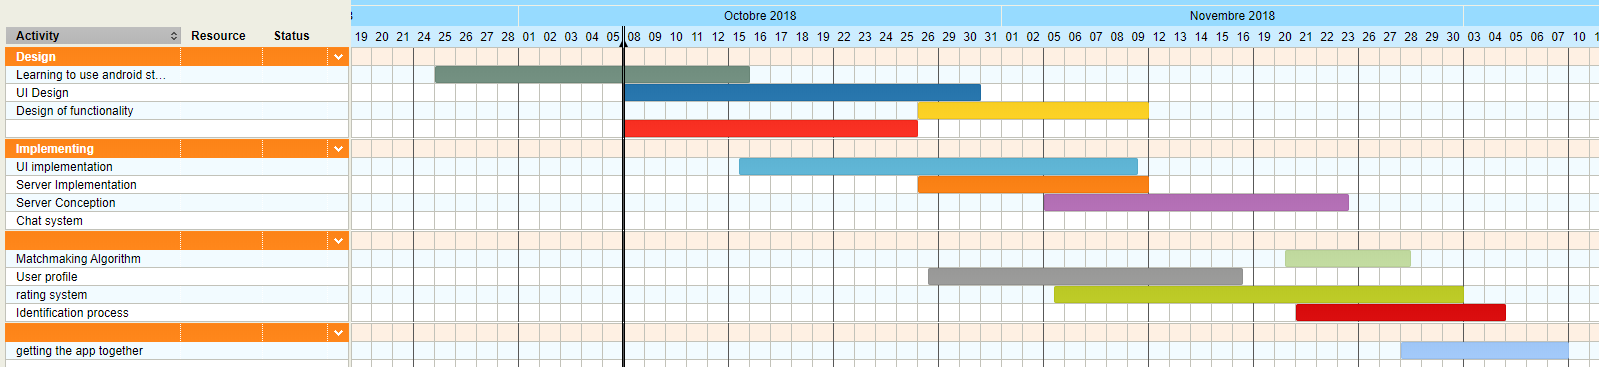 3
Octobre 2018
Novembre 2018
Activity Resource Status
19 20 21 24 25 26 27 28 01 02 03 04 05 08 09 10 11 12 15 16 17 18 19 22 23 24 25 26 29 30 31 01 02 05 06 07 08 09 12 13 14 15 16 19 20 21 22 23 26 27 28 29 30 03 04 05 06 07 10
Design
Learning to use android st...
UI Design
Design of functionality
Implementing
UI implementation
Server Implementation
Server Conception
Chat system
Matchmaking Algorithm
User profile
rating system
Identification process
getting the app together